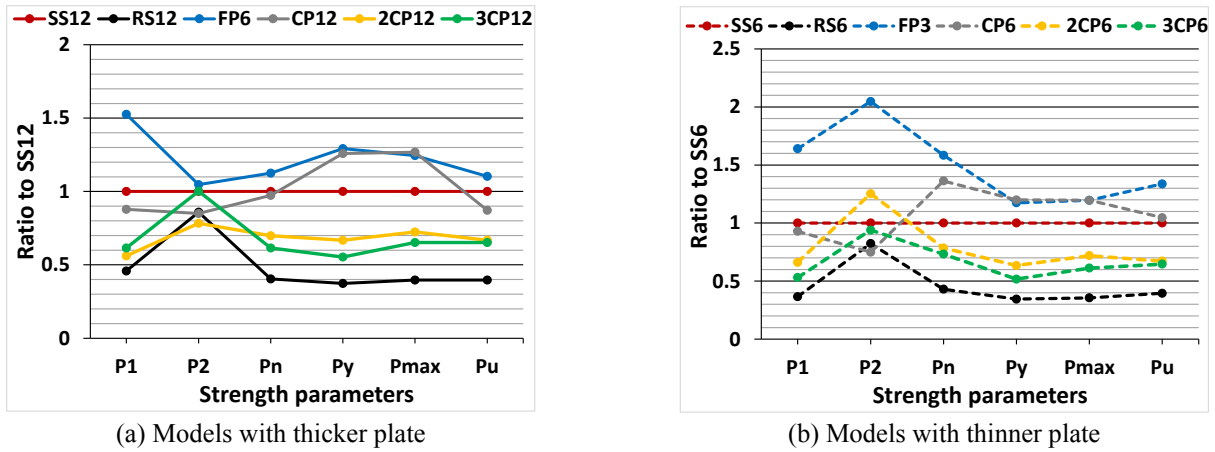 SS12 RS12 FP6 CP12 2CP12 3CP12
2
1.5
1
0.5
0
Ratio to SS12
P1 P2 Pn Py Pmax Pu
Strength parameters
(a) Models with thicker plate
SS6 RS6 FP3 CP6 2CP6 3CP6
2.5
2
1.5
1
0.5
0
Ratio to SS6
P1 P2 Pn Py Pmax Pu
Strength parameters
(b) Models with thinner plate